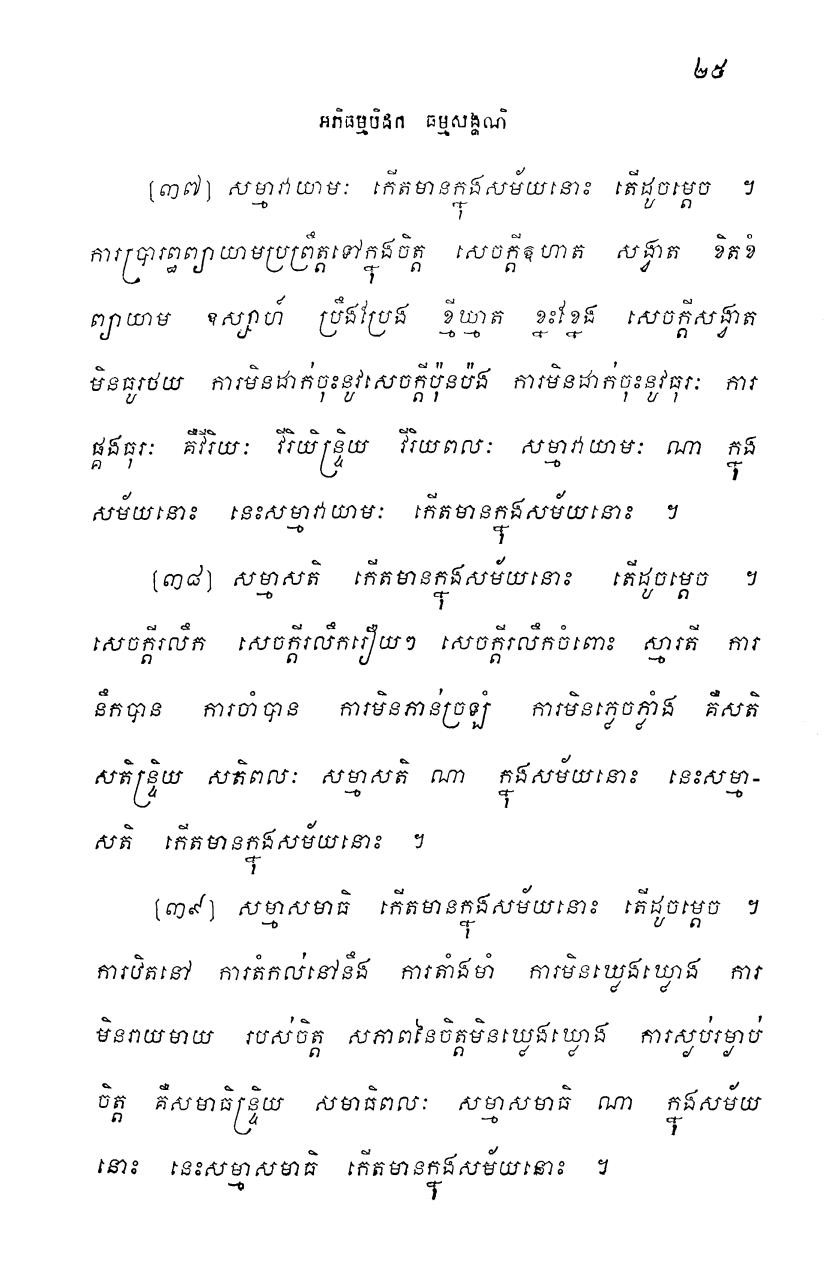 ២៥
អភិធម្មបិដក ធម្មសង្គណិ
(៣៧) សម្មាវាយាមៈ កើតមានក្នុងសម័យនោះ តើដូចម្ដេច ។
ការប្រារព្ធព្យាយាមប្រព្រឹត្តទៅក្នុងចិត្ត សេចក្ដីឧហាត សង្វាត ខិតខំ
ព្យាយាម ឧស្សាហ៍ ប្រឹងប្រែង ខ្មីឃ្មាត ខ្នះខ្នែង សេចក្ដីសង្វាត
មិនធូរថយ ការមិនដាក់ចុះនូវសេចក្ដីប៉ុនប៉ង ការមិនដាក់ចុះនូវធុរៈ ការ
ផ្គងធុរៈ គឺវីរិយៈ វីរិយិន្ទ្រិយ វីរិយពលៈ សម្មាវាយាមៈ ណា ក្នុង
សម័យនោះ នេះសម្មាវាយាមៈ កើតមានក្នុងសម័យនោះ ។
(៣៨) សម្មាសតិ កើតមានក្នុងសម័យនោះ តើដូចម្ដេច ។
សេចក្ដីរលឹក សេចក្ដីរលឹករឿយៗ សេចក្ដីរលឹកចំពោះ ស្មារតី ការ
នឹកបាន ការចាំបាន ការមិនភាន់ច្រឡំ ការមិនភ្លេចភ្លាំង គឺសតិ
សតិន្ទ្រិយ សតិពលៈ សម្មាសតិ ណា ក្នុងសម័យនោះ នេះសម្មា-
សតិ កើតមានក្នុងសម័យនោះ ។
(៣៩) សម្មាសមាធិ កើតមានក្នុងសម័យនោះ តើដូចម្ដេច ។
ការឋិតនៅ ការតំកល់នៅនឹង ការតាំងមាំ ការមិនឃ្លេងឃ្លោង ការ
មិនរាយមាយ របស់ចិត្ត សភាពនៃចិត្តមិនឃ្លេងឃ្លោង ការស្ងប់រម្ងាប់
ចិត្ត គឺសមាធិន្ទ្រិយ សមាធិពលៈ សម្មាសមាធិ ណា ក្នុងសម័យ
នោះ នេះសម្មាសមាធិ កើតមានក្នុងសម័យនោះ ។